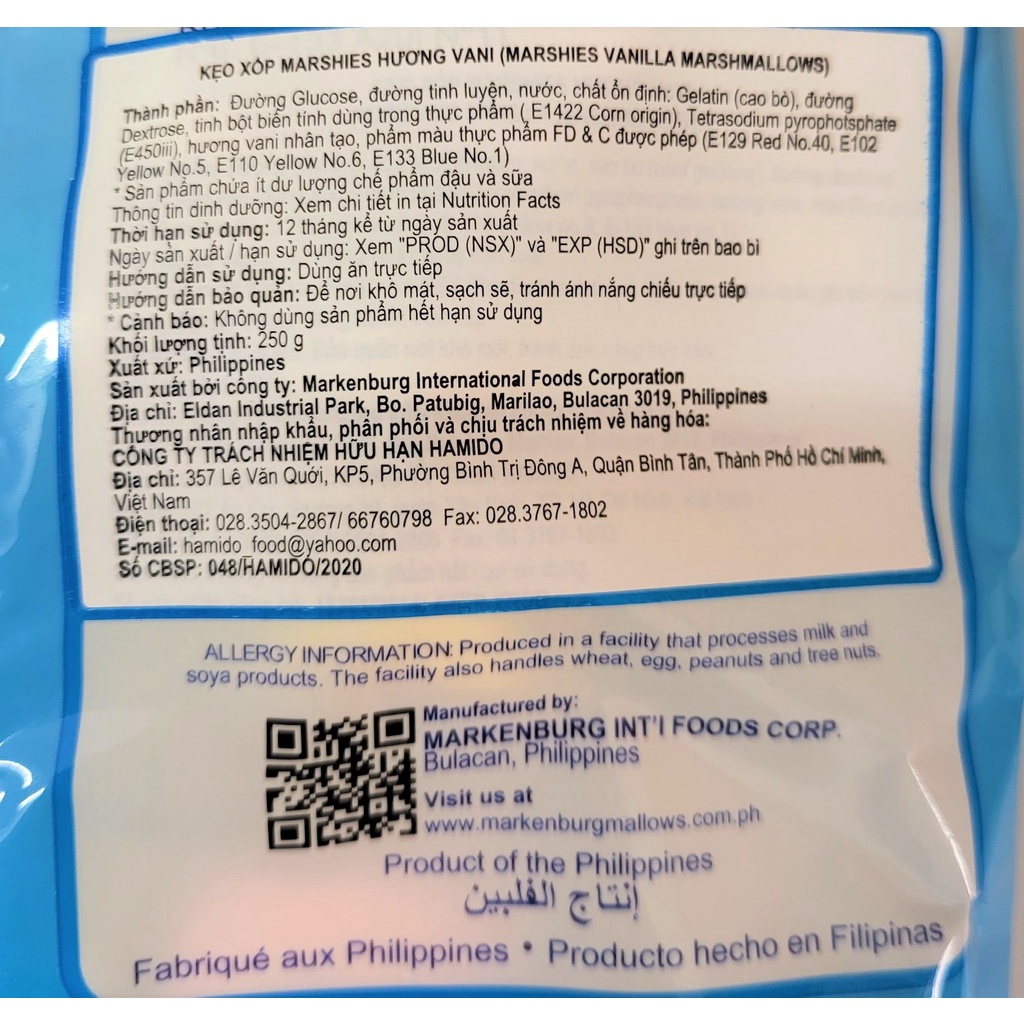 KẸO XỐP MARSHIES HƯƠNG VANI (MARSHIES VANILLA MARSHMALLOWS)
Thành phần: Đường Glucose, đường tinh luyện, nước, chất ổn định: Gelatin (cao bò), đường
Dextrose, tinh bột biến tính dùng trong thực phẩm ( E1422 Corn origin), Tetrasodium pyrophotsphate
(E450iii), hương vani nhân tạo, phẩm màu thực phẩm FD & C được phép (E129 Red No.40, E102
Yellow No.5, E110 Yellow No.6, E133 Blue No.1)
* Sản phẩm chứa ít dư lượng chế phẩm đậu và sữa
Thông tin dinh dưỡng: Xem chi tiết in tại Nutrition Facts
Thời hạn sử dụng: 12 tháng kể từ ngày sản xuất
Ngày sản xuất / hạn sử dụng: Xem "PROD (NSX)" và "EXP (HSD)" ghi trên bao bì
Hướng dẫn sử dụng: Dùng ăn trực tiếp
Hướng dẫn bảo quản: Để nơi khô mát, sạch sẽ, tránh ánh nắng chiếu trực tiếp
* Cảnh báo: Không dùng sản phẩm hết hạn sử dụng
Khối lượng tịnh: 250 g
Xuất xứ: Philippines
Sản xuất bởi công ty: Markenburg International Foods Corporation
Địa chỉ: Eldan Industrial Park, Bo. Patubig, Marilao, Bulacan 3019, Philippines
Thương nhân nhập khẩu, phân phối và chịu trách nhiệm về hàng hóa:
CÔNG TY TRÁCH NHIỆM HỮU HẠN HAMIDO
Địa chỉ: 357 Lê Văn Quới, KP5, Phường Bình Trị Đông A, Quận Bình Tân, Thành Phố Hồ Chí Minh,
Việt Nam
Điện thoại: 028.3504-2867/ 66760798 Fax: 028.3767-1802
E-mail: hamido_food@yahoo.com
Số CBSP: 048/HAMIDO/2020
ALLERGY INFORMATION: Produced in a facility that processes milk and
soya products. The facility also handles wheat, egg, peanuts and tree nuts.
Manufactured by:
MARKENBURG INT'l FOODS CORP.
Bulacan, Philippines
Visit us at
www.markenburgmallows.com.ph
Product of the Philippines
إنتاج الفلبين
Fabriqué aux Philippines • Producto hecho en Filipinas